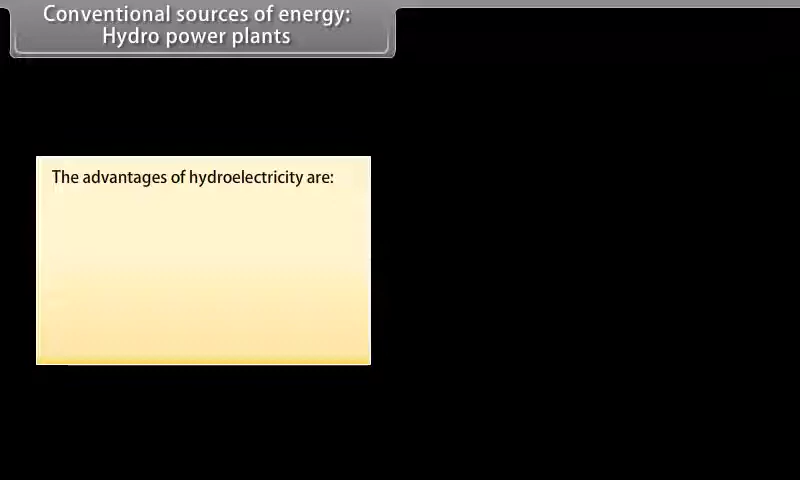 Conventional sources of energy:
Hydro power plants
The advantages of hydroelectricity are: